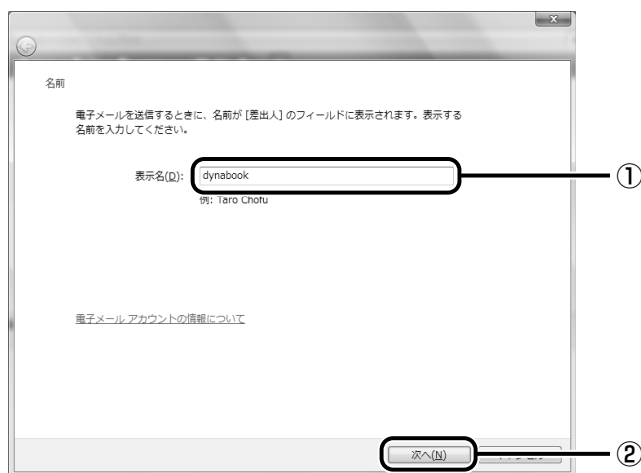 名前
電子メールを送信するときに、名前が [差出人] のフィールドに表示されます。表示する
名前を入力してください。
表示名(D): dynabook
①
例: Taro Chofu
電子メール アカウントの情報について
次へ(N)
②